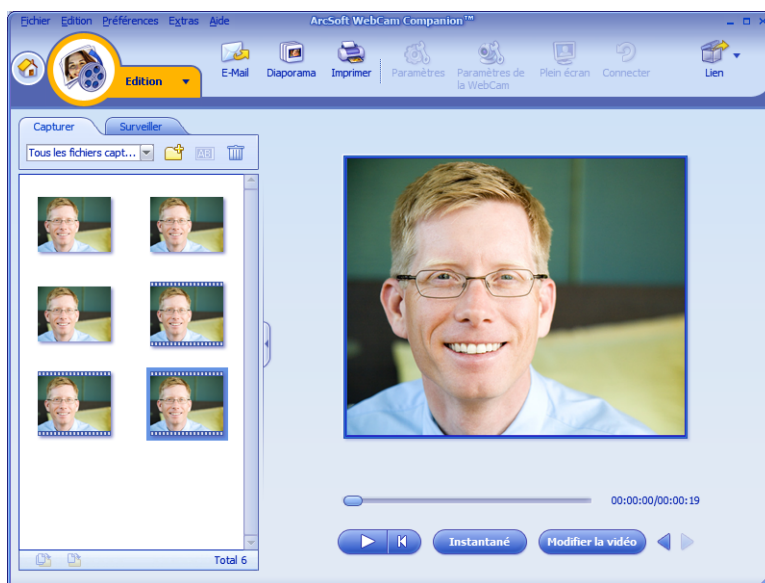 Fichier Edition Préférences Extras Aide ArcSoft WebCam Companion™
E-Mail Diaporama Imprimer Paramètres Paramètres de la WebCam Plein écran Connecter Lien
Edition
Capturer Surveiller
Tous les fichiers capt...
ABI
00:00:00/00:00:19
Instantané Modifier la vidéo
Total 6